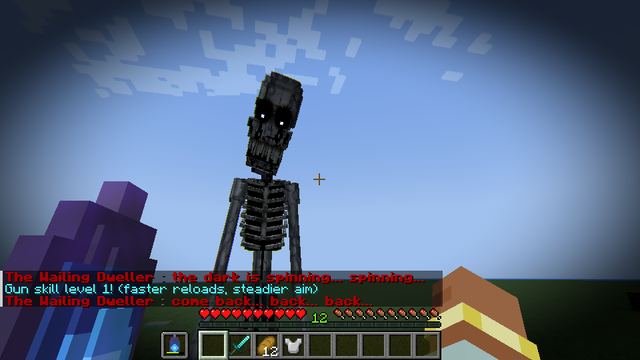 The Wailing Dweller : the dark is spinning... spinning...
Gun skill level 1! (faster reloads, steadier aim)
The Wailing Dweller : come back... back... back...
12
12